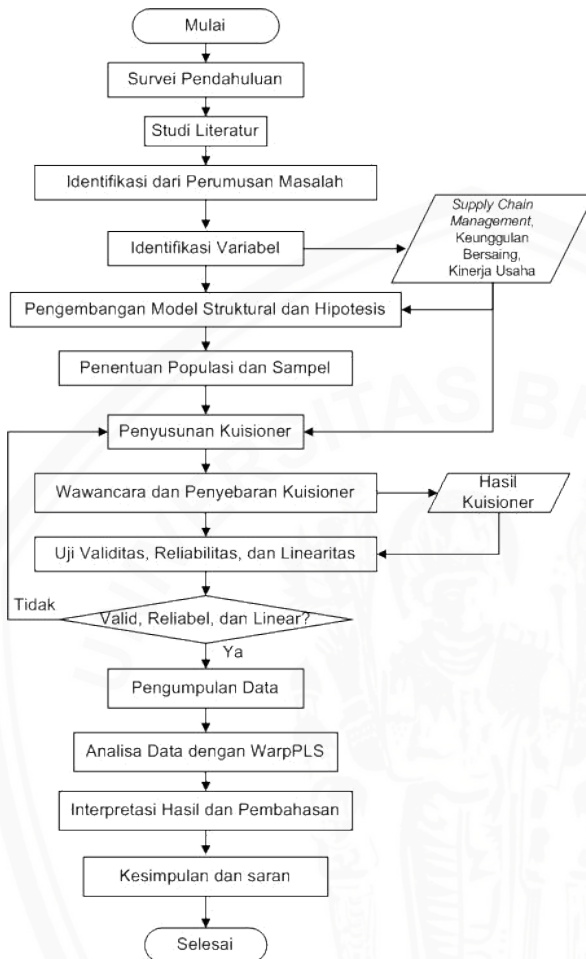 Mulai
Survei Pendahuluan
Studi Literatur
Identifikasi dari Perumusan Masalah
Supply Chain
Management,
Keunggulan
Bersaing,
Kinerja Usaha
Identifikasi Variabel
Pengembangan Model Struktural dan Hipotesis
Penentuan Populasi dan Sampel
Penyusunan Kuisioner
Wawancara dan Penyebaran Kuisioner
Hasil
Kuisioner
Uji Validitas, Reliabilitas, dan Linearitas
Tidak
Valid, Reliabel, dan Linear?
Ya
Pengumpulan Data
Analisa Data dengan WarpPLS
Interpretasi Hasil dan Pembahasan
Kesimpulan dan saran
Selesai
UNIVERSITAS BR